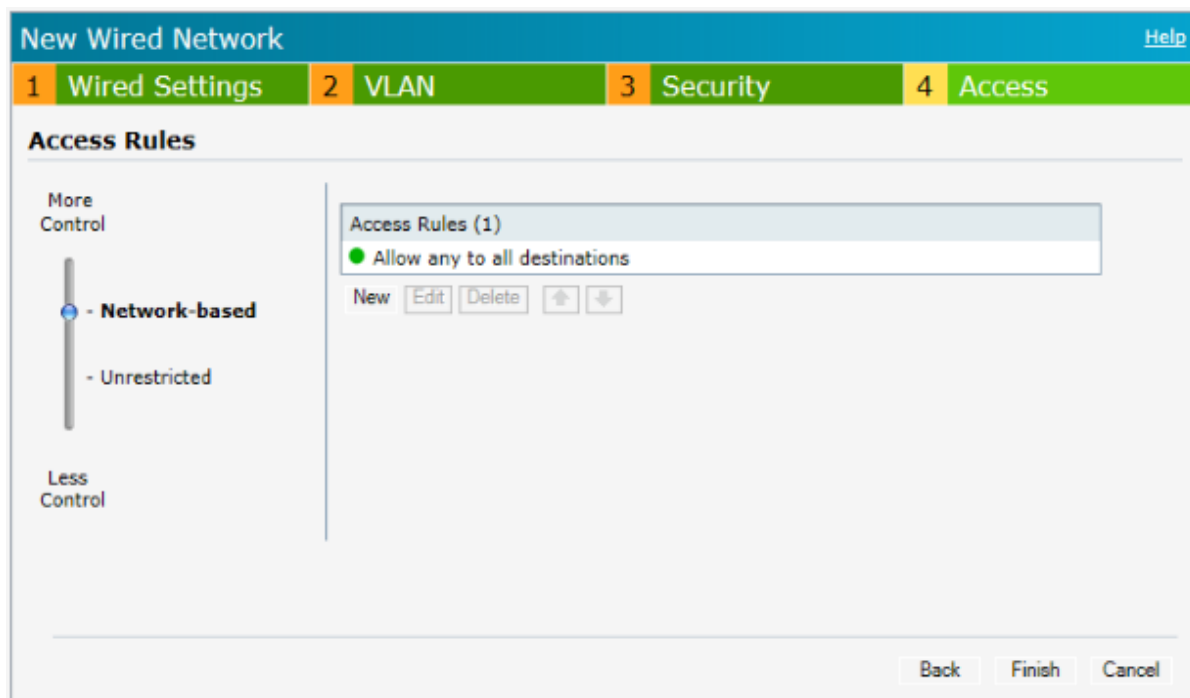 New Wired Network
Help
1 Wired Settings 2 VLAN 3 Security 4 Access
Access Rules
More
Control
- Network-based
- Unrestricted
Less
Control
Access Rules (1)
Allow any to all destinations
New Edit Delete
Back Finish Cancel